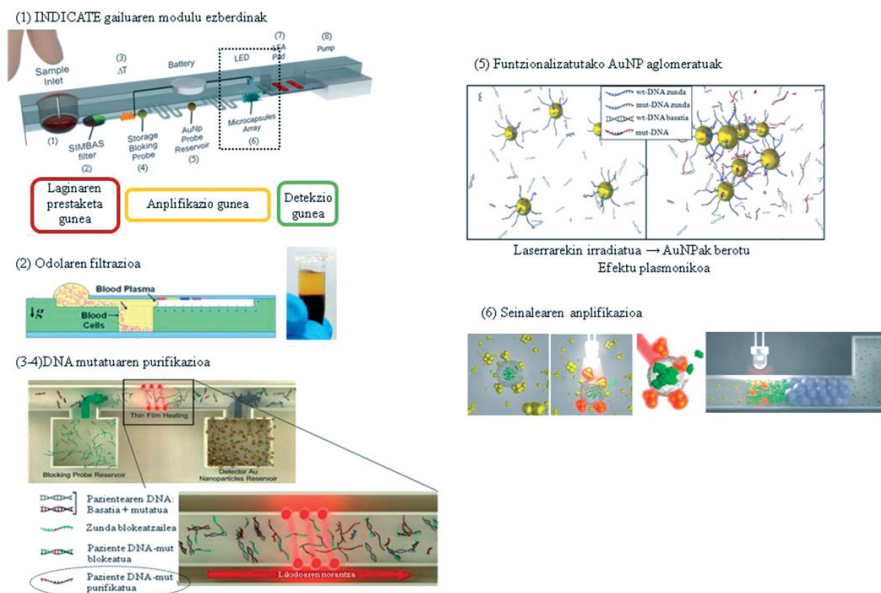 (1) INDICATE gailuaren modulu ezberdinak
Sample
Inlet
(1)
SIMBAS
filter
(2)
(3)
ΔT
Storage
Bloking
Probe
(4)
Battery
AuNp
Probe
Reservoir
(5)
LED
Microcapsules
Array
(6)
(7)
LFA
Pad
(8)
Pump
Laginaren
prestaketa
gunea
Anplifikazio gunea
Detekzio
gunea
(2) Odolaren filtrazioa
Blood Plasma
g
Blood
Cells
(3-4)DNA mutatuaren purifikazioa
Thin Film Heating
Blocking Probe Reservoir
Detector Au
Nanoparticles Reservoir
Pazientearen DNA:
Basatia + mutatua
Zunda blokeatzailea
Paziente DNA-mut
blokeatua
Paziente DNA-mut
purifikatua
Likidoaren norantza
(5) Funtzionalizatutako AuNP aglomeratuak
wt-DNA zunda
mut-DNA zunda
wt-DNA basatia
mut-DNA
Laserrarekin irradiatua → AuNPak berotu
Efektu plasmonikoa
(6) Seinalearen anplifikazioa